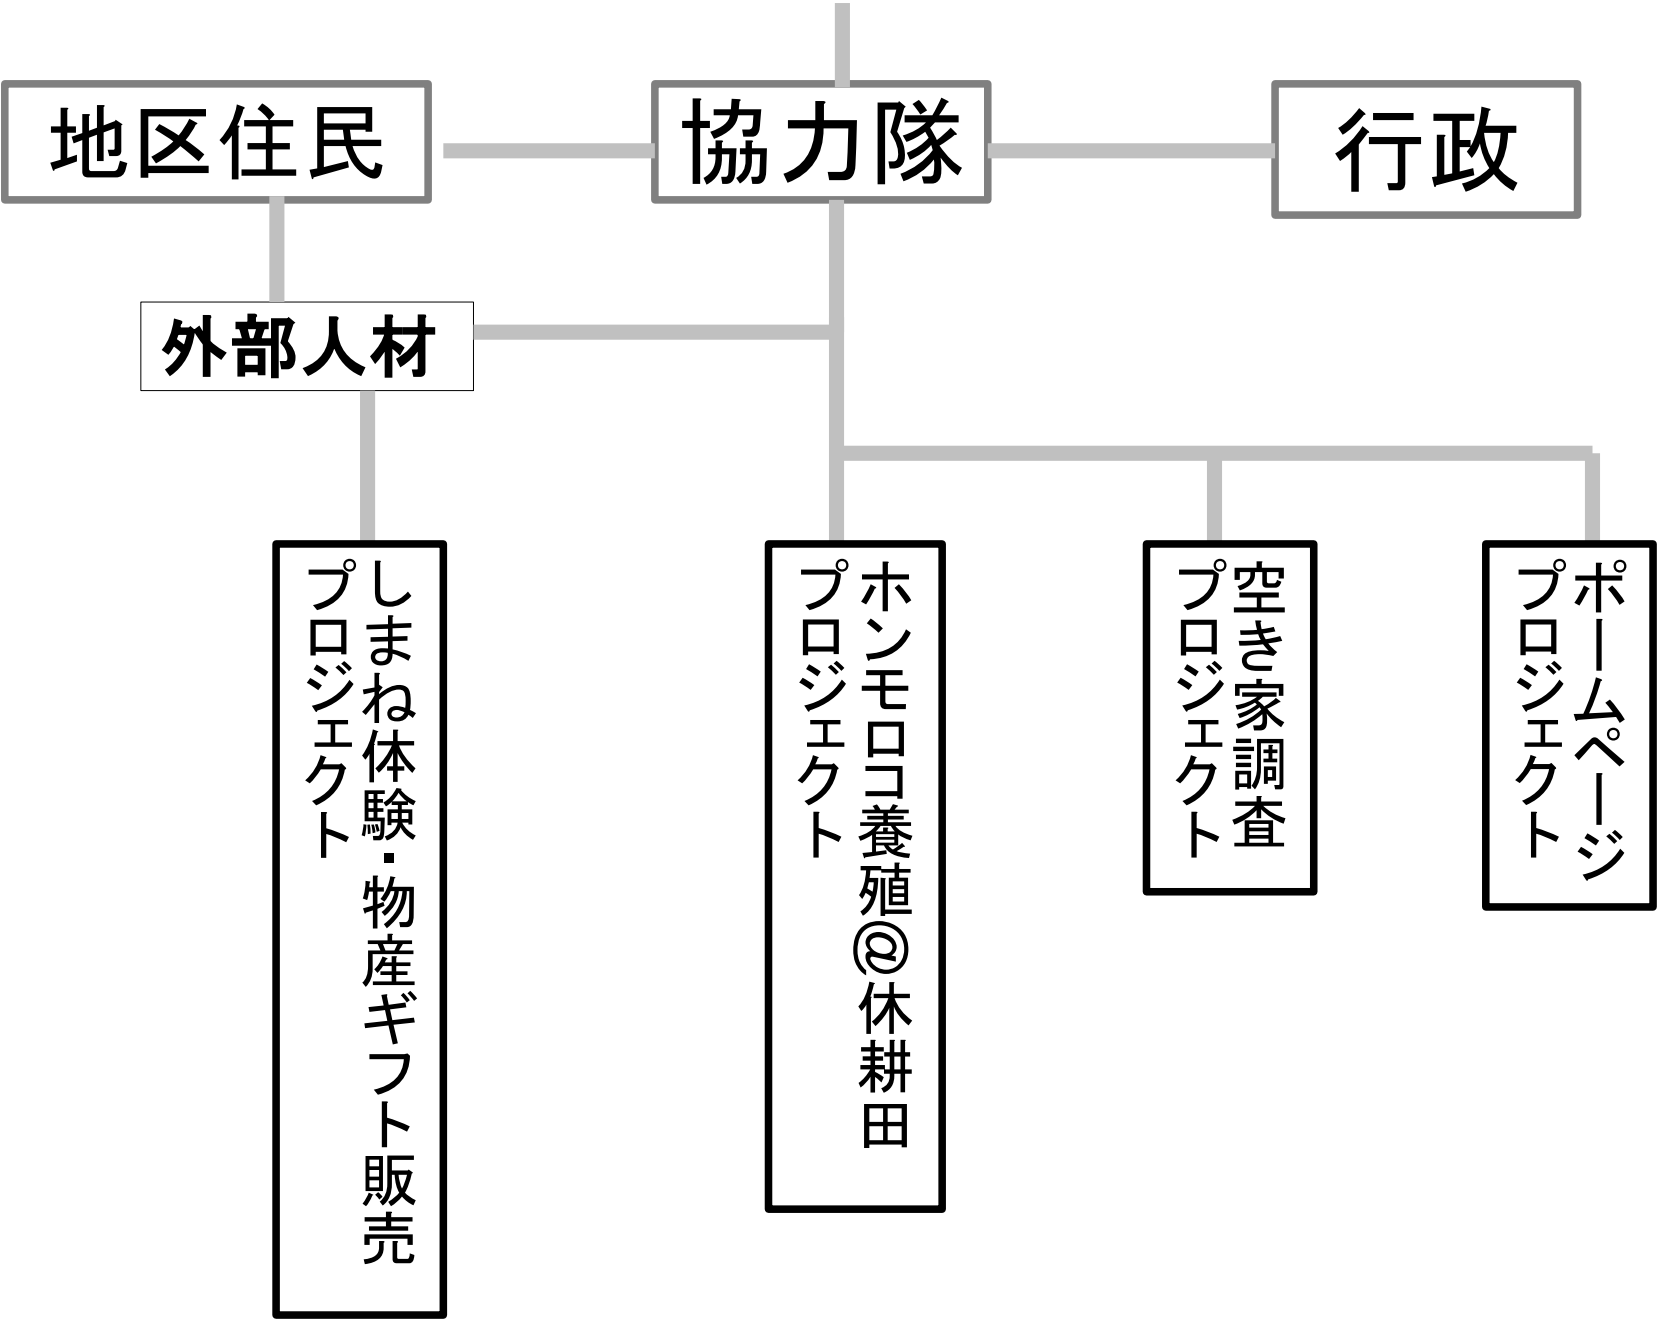 地区住民
協力隊
行政
外部人材
しまね体験・物産ギフト販売
プロジェクト
ホンモロコ養殖@休耕田
プロジェクト
空き家調査
プロジェクト
ホームページ
プロジェクト